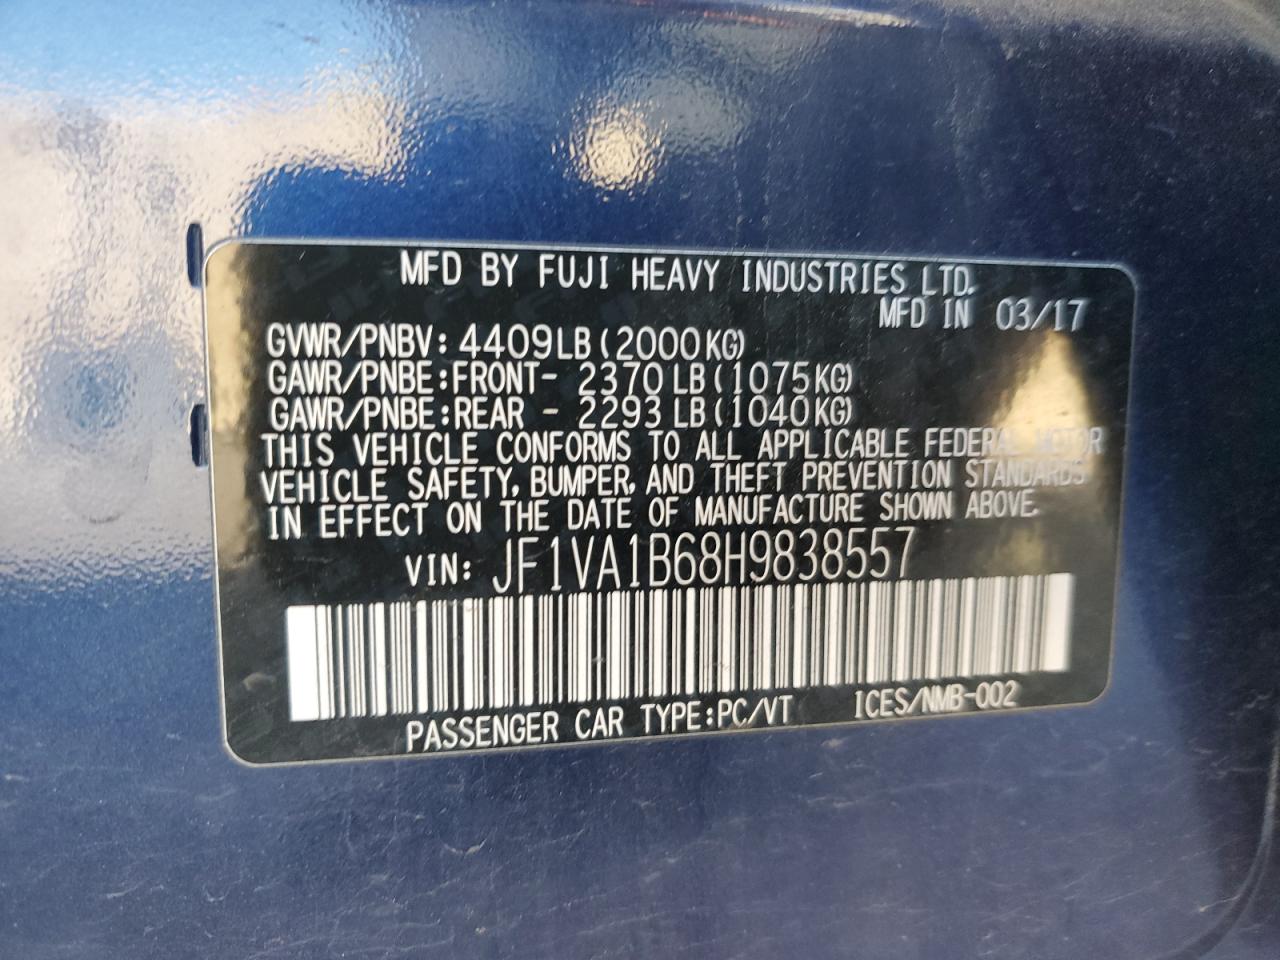 MFD BY FUJI HEAVY INDUSTRIES LTD.
MFD IN 03/17
GVWR/PNBV: 4409LB(2000KG)
GAWR/PNBE:FRONT- 2370LB(1075KG)
GAWR/PNBE:REAR - 2293LB(1040KG)
THIS VEHICLE CONFORMS TO ALL APPLICABLE FEDERAL MOTOR
VEHICLE SAFETY, BUMPER, AND THEFT PREVENTION STANDARDS
IN EFFECT ON THE DATE OF MANUFACTURE SHOWN ABOVE.
VIN: JF1VA1B68H9838557
PASSENGER CAR TYPE:PC/VT ICES/NMB-002